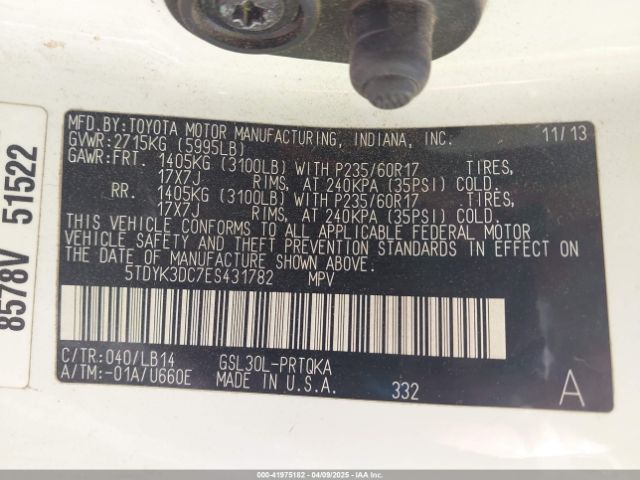 MFD.BY:TOYOTA MOTOR MANUFACTURING, INDIANA, INC. 11/13
GVWR:2715KG (5995LB)
GAWR:FRT. 1405KG (3100LB) WITH P235/60R17 TIRES,
17X7J RIMS, AT 240KPA (35PSI) COLD.
RR. 1405KG (3100LB) WITH P235/60R17 TIRES,
17X7J RIMS, AT 240KPA (35PSI) COLD.
THIS VEHICLE CONFORMS TO ALL APPLICABLE FEDERAL MOTOR
VEHICLE SAFETY AND THEFT PREVENTION STANDARDS IN EFFECT ON
THE DATE OF MANUFACTURE SHOWN ABOVE.
5TDYK3DC7ES431782 MPV
C/TR:040/LB14 GSL30L-PRTQKA
A/TM:-01A/U660E MADE IN U.S.A. 332 A
8578V 51522
000-41975182 - 04/09/2025 - IAAI, Inc.